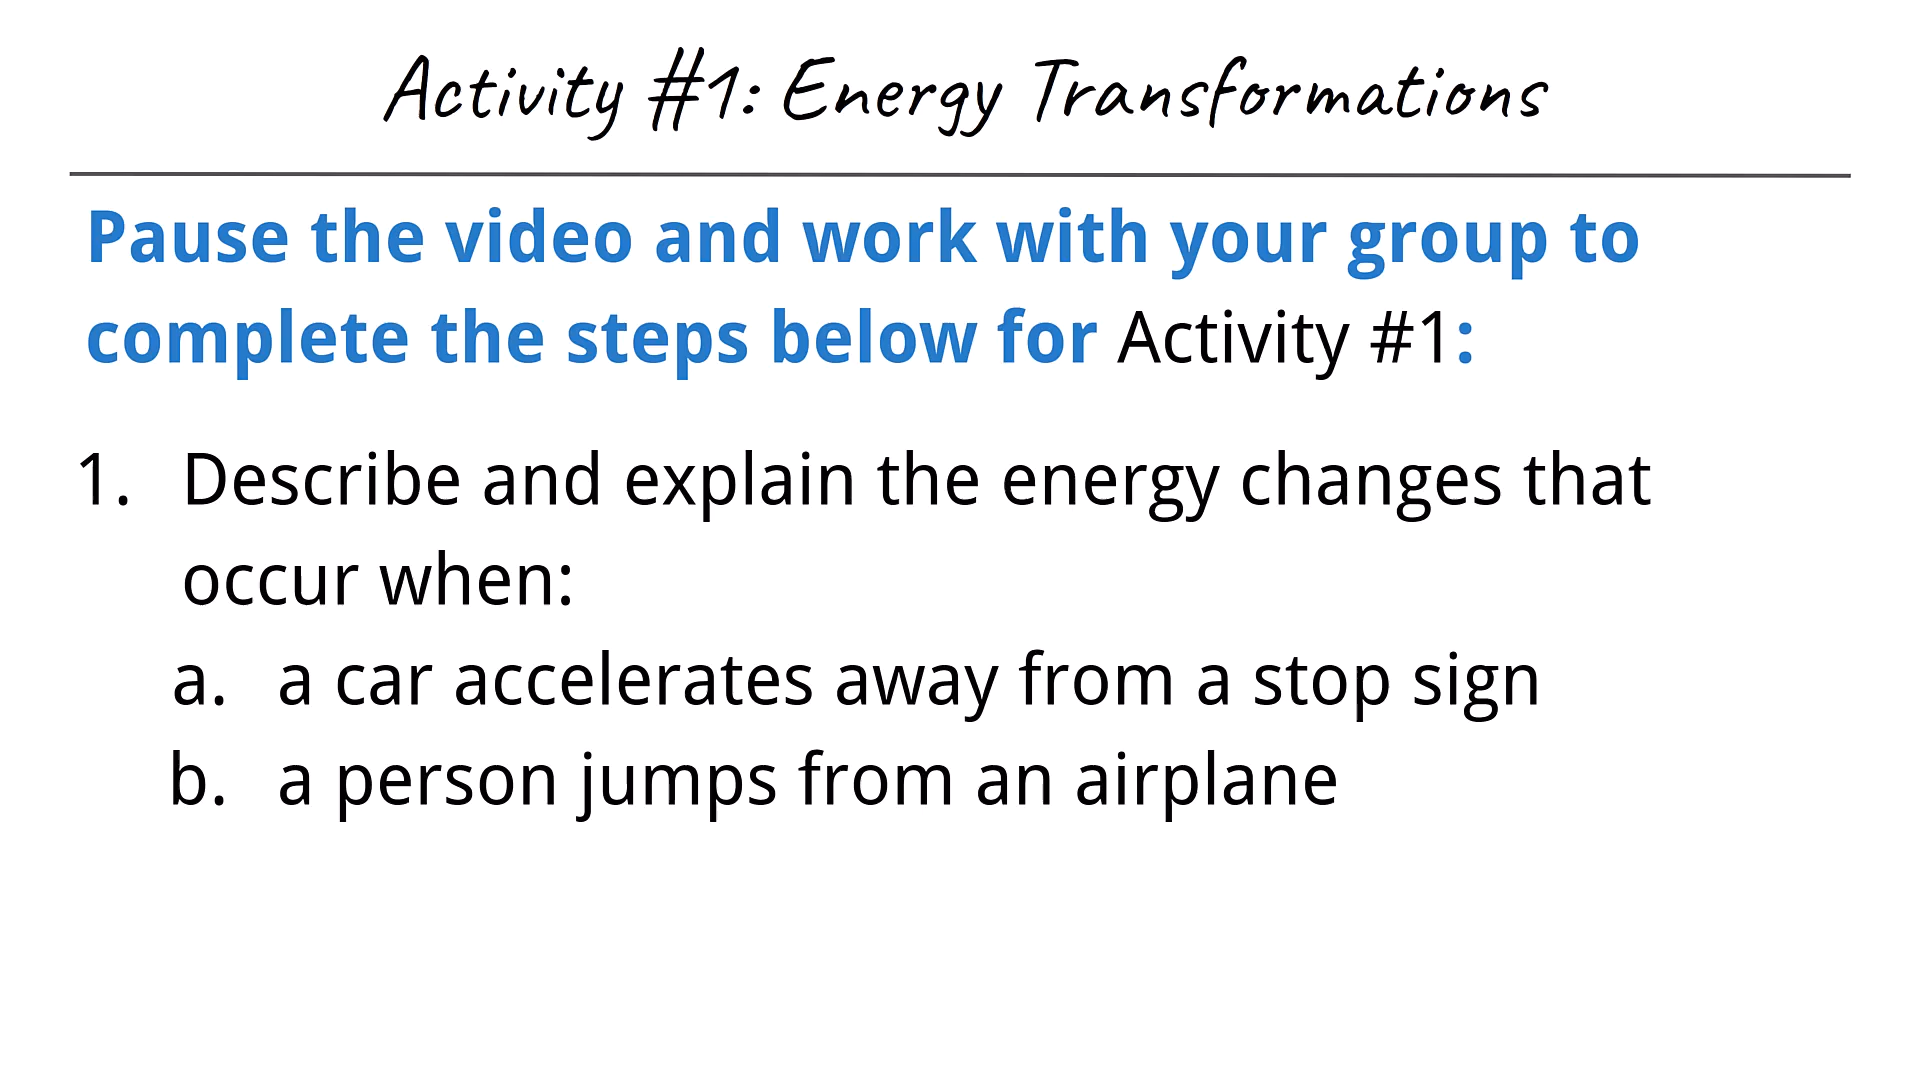 Activity #1: Energy Transformations
Pause the video and work with your group to
complete the steps below for Activity #1:
1. Describe and explain the energy changes that
occur when:
a. a car accelerates away from a stop sign
b. a person jumps from an airplane